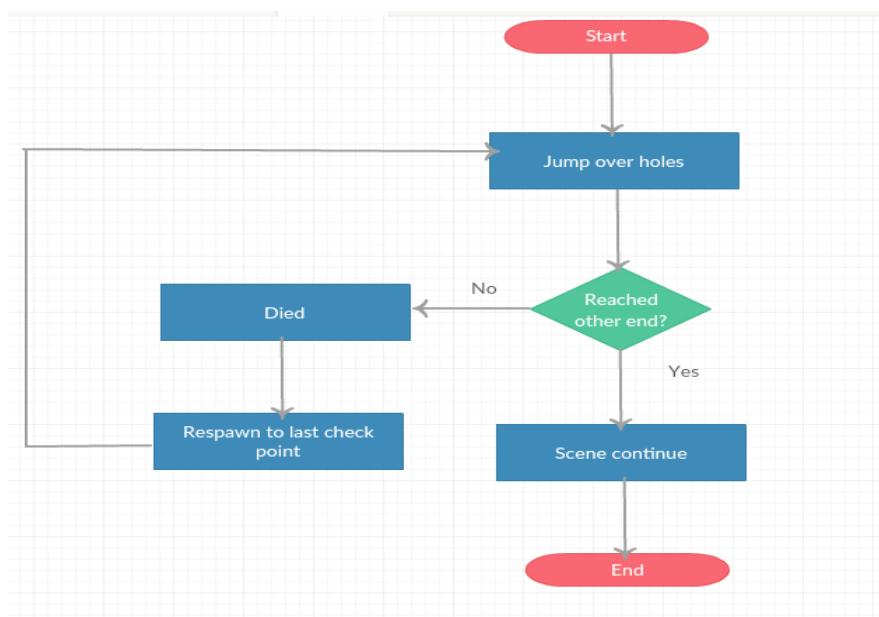 Start
Jump over holes
Reached
other end?
No
Died
Yes
Respawn to last check
point
Scene continue
End